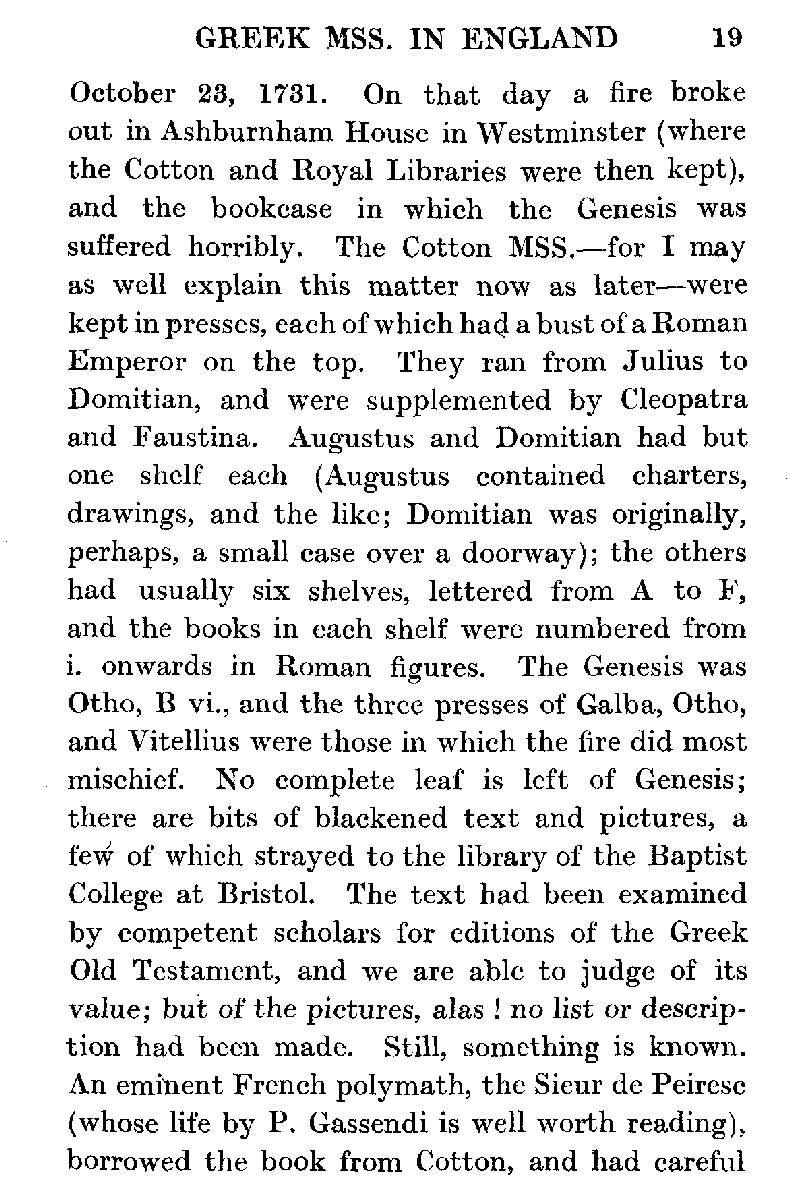 GREEK MSS. IN ENGLAND 19
October 23, 1731. On that day a fire broke
out in Ashburnham House in Westminster (where
the Cotton and Royal Libraries were then kept),
and the bookcase in which the Genesis was
suffered horribly. The Cotton MSS.—for I may
as well explain this matter now as later—were
kept in presses, each of which had a bust of a Roman
Emperor on the top. They ran from Julius to
Domitian, and were supplemented by Cleopatra
and Faustina. Augustus and Domitian had but
one shelf each (Augustus contained charters,
drawings, and the like; Domitian was originally,
perhaps, a small case over a doorway); the others
had usually six shelves, lettered from A to F,
and the books in each shelf were numbered from
i. onwards in Roman figures. The Genesis was
Otho, B vi., and the three presses of Galba, Otho,
and Vitellius were those in which the fire did most
mischief. No complete leaf is left of Genesis;
there are bits of blackened text and pictures, a
few of which strayed to the library of the Baptist
College at Bristol. The text had been examined
by competent scholars for editions of the Greek
Old Testament, and we are able to judge of its
value; but of the pictures, alas ! no list or descrip-
tion had been made. Still, something is known.
An eminent French polymath, the Sieur de Peiresc
(whose life by P. Gassendi is well worth reading),
borrowed the book from Cotton, and had careful